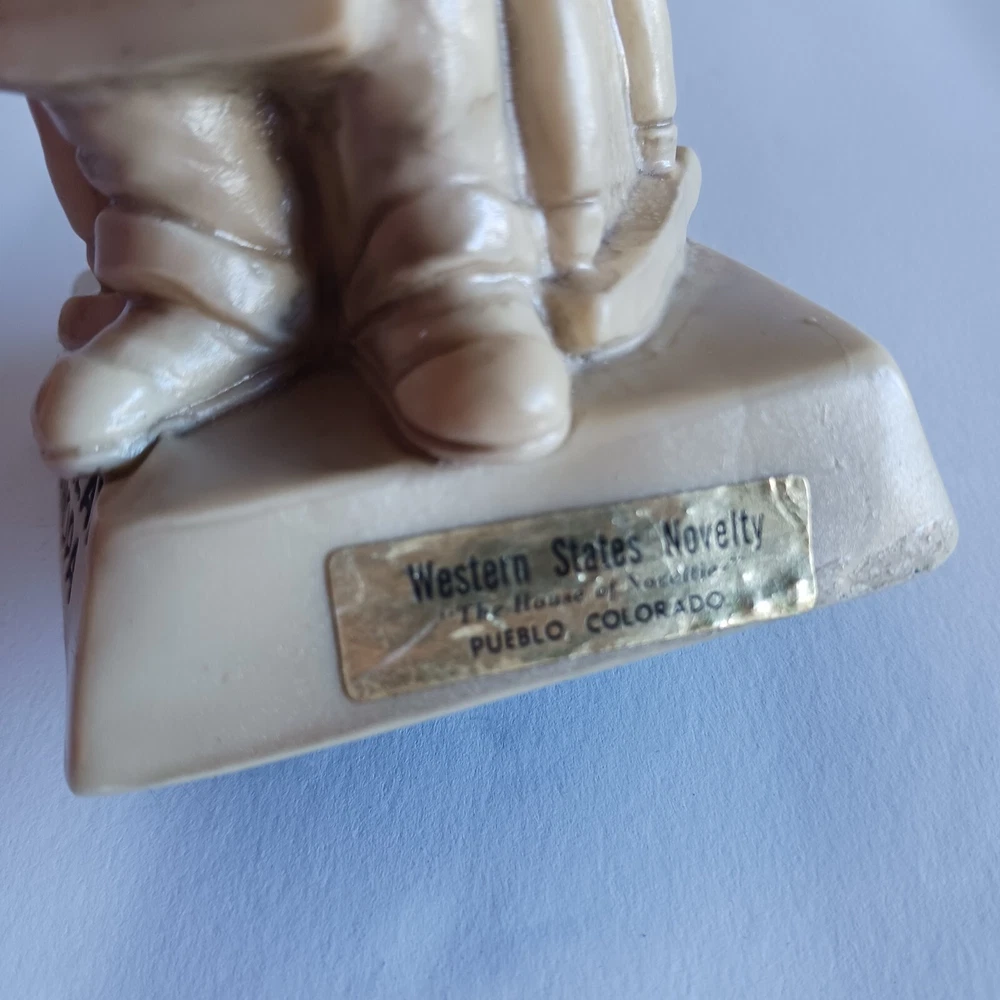 Western States Novelty
"The House of Novelties"
PUEBLO, COLORADO